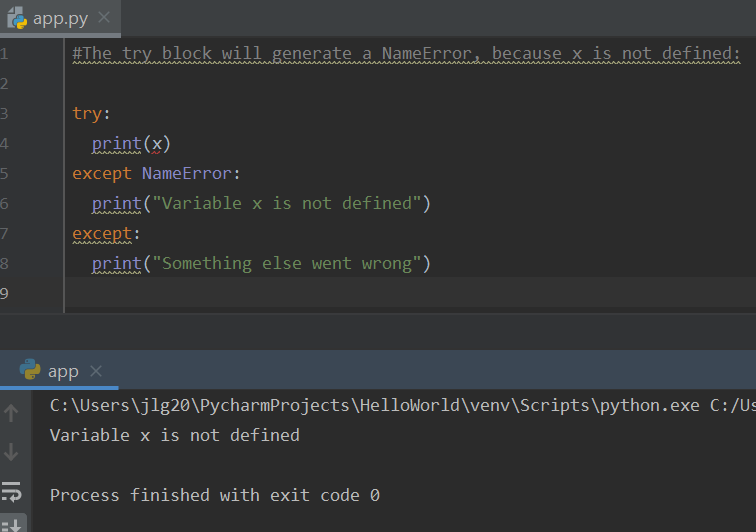 app.py
1 #The try block will generate a NameError, because x is not defined:
2
3 try:
4   print(x)
5 except NameError:
6   print("Variable x is not defined")
7 except:
8   print("Something else went wrong")
9
app
C:\Users\jlg20\PycharmProjects\HelloWorld\venv\Scripts\python.exe C:/Us
Variable x is not defined
Process finished with exit code 0